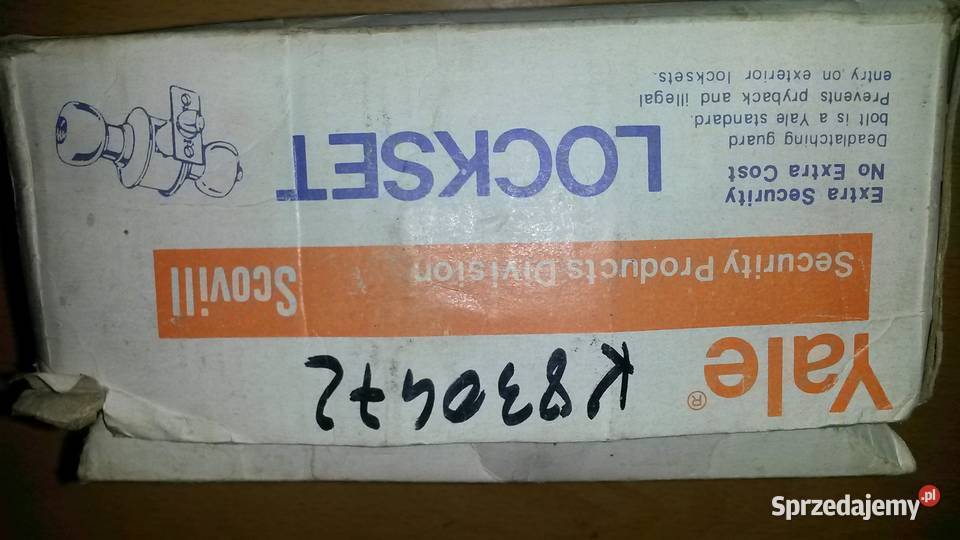 Yale®
K830472
Security Products Division
Scovill
LOCKSET
Extra Security
No Extra Cost
Deadlatching guard
bolt is a Yale standard.
Prevents pryback and illegal
entry on exterior locksets.
Sprzedajemy.pl